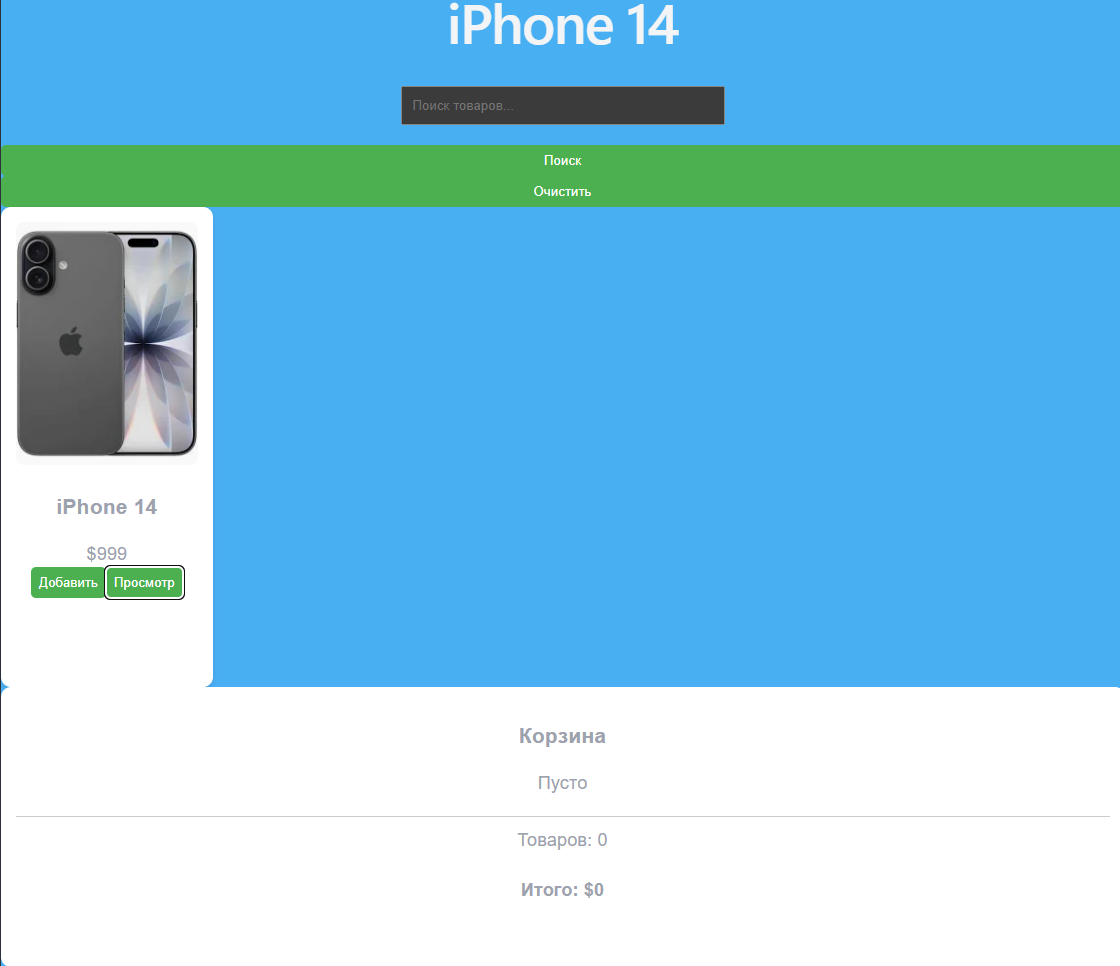 iPhone 14
Поиск товаров...
Поиск
Очистить
iPhone 14
$999
Добавить Просмотр
Корзина
Пусто
Товаров: 0
Итого: $0